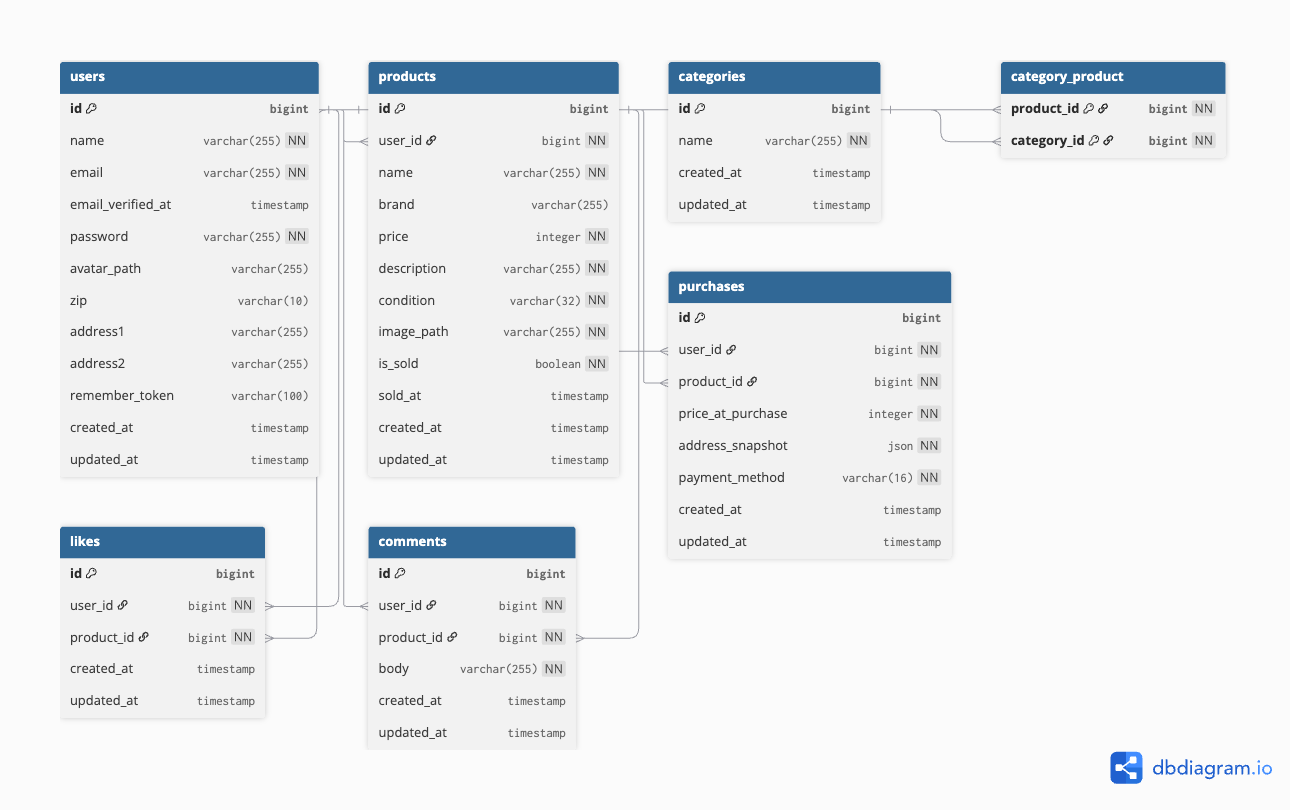 users
id bigint
name varchar(255) NN
email varchar(255) NN
email_verified_at timestamp
password varchar(255) NN
avatar_path varchar(255)
zip varchar(10)
address1 varchar(255)
address2 varchar(255)
remember_token varchar(100)
created_at timestamp
updated_at timestamp
products
id bigint
user_id bigint NN
name varchar(255) NN
brand varchar(255)
price integer NN
description varchar(255) NN
condition varchar(32) NN
image_path varchar(255) NN
is_sold boolean NN
sold_at timestamp
created_at timestamp
updated_at timestamp
categories
id bigint
name varchar(255) NN
created_at timestamp
updated_at timestamp
category_product
product_id bigint NN
category_id bigint NN
purchases
id bigint
user_id bigint NN
product_id bigint NN
price_at_purchase integer NN
address_snapshot json NN
payment_method varchar(16) NN
created_at timestamp
updated_at timestamp
likes
id bigint
user_id bigint NN
product_id bigint NN
created_at timestamp
updated_at timestamp
comments
id bigint
user_id bigint NN
product_id bigint NN
body varchar(255) NN
created_at timestamp
updated_at timestamp
dbdiagram.io